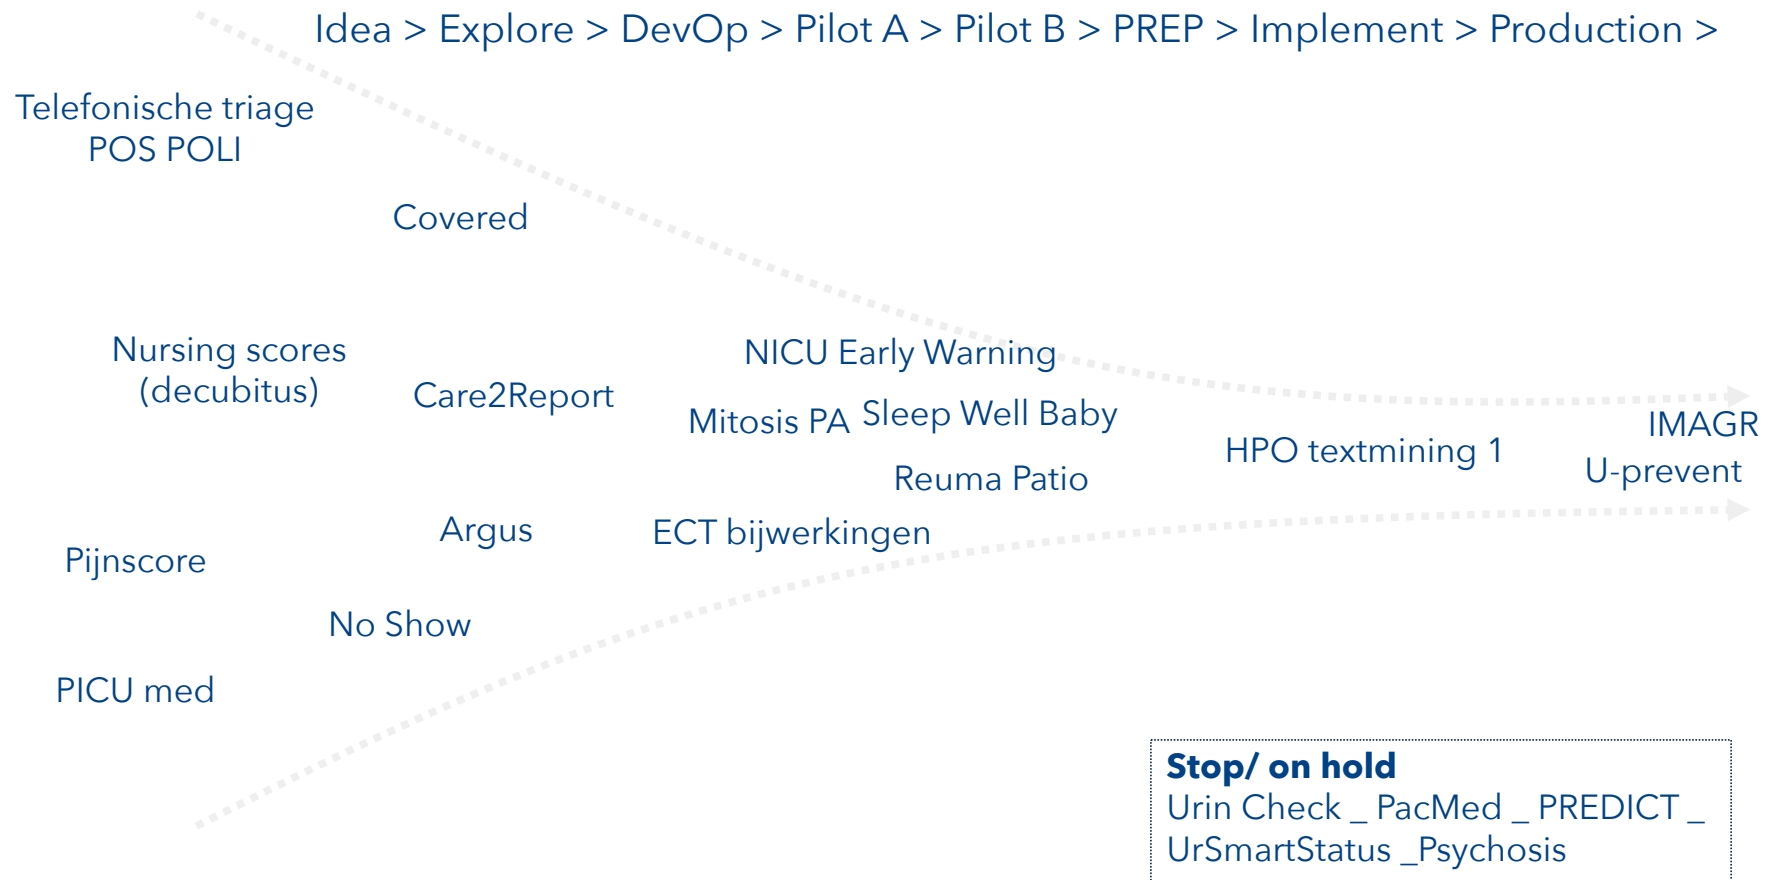 Idea > Explore > DevOp > Pilot A > Pilot B > PREP > Implement > Production >
Telefonische triage
POS POLI
Covered
Nursing scores
(decubitus)
Care2Report
NICU Early Warning
Mitosis PA
Sleep Well Baby
Reuma Patio
ECT bijwerkingen
HPO textmining 1
IMAGR
U-prevent
Argus
Pijnscore
No Show
PICU med
Stop/ on hold
Urin Check _ PacMed _ PREDICT _
UrSmartStatus _Psychosis